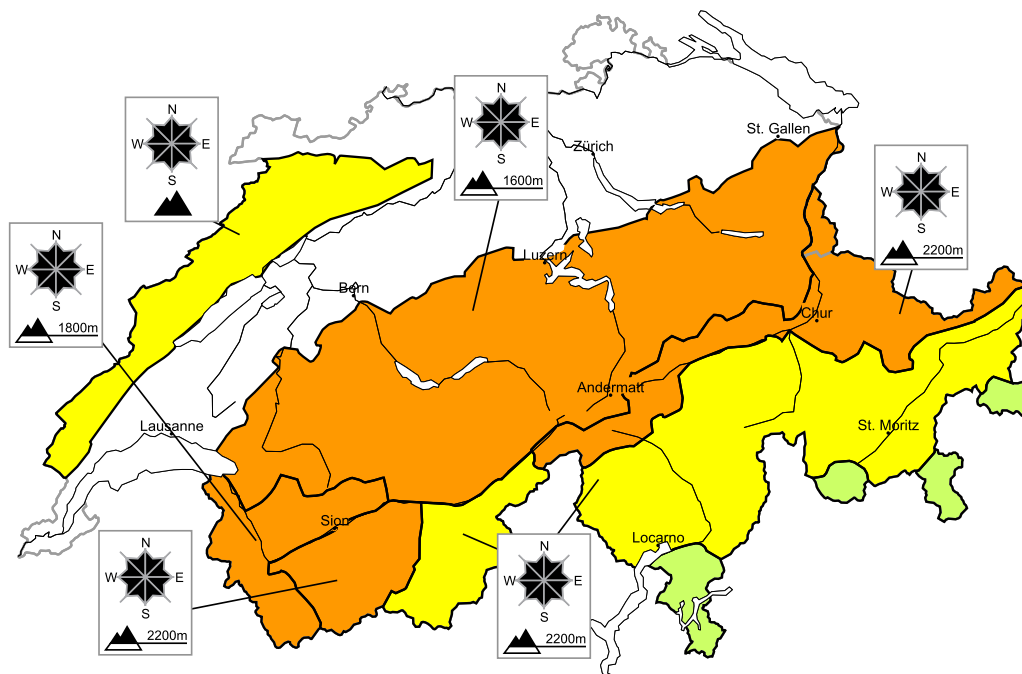 St. Gallen
N
W E
S
1600m
N
W E
S
Zürich
N
W E
S
2200m
N
W E
S
1800m
Luzern
Bern
Chur
Andermatt
Lausanne
St. Moritz
Sion
Locarno
N
W E
S
2200m
N
W E
S
2200m